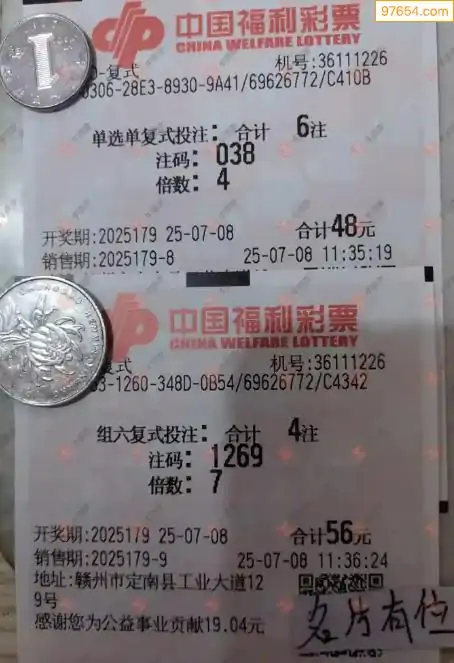 97654.com
中国福利彩票
CHINA WELFARE LOTTERY
D-复式 机号:36111226
0306-28E3-8930-9A41/69626772/C410B
单选单复式投注: 合计 6注
注码: 038
倍数: 4
开奖期:2025179 25-07-08 合计48元
销售期:2025179-8 25-07-08 11:35:19
中国福利彩票
CHINA WELFARE LOTTERY
复式 机号:36111226
3-1260-348D-0B54/69626772/C4342
组六复式投注: 合计 4注
注码: 1269
倍数: 7
开奖期:2025179 25-07-08 合计56元
销售期:2025179-9 25-07-08 11:36:24
地址:赣州市定南县工业大道12
9号
感谢您为公益事业贡献19.04元
名片有位